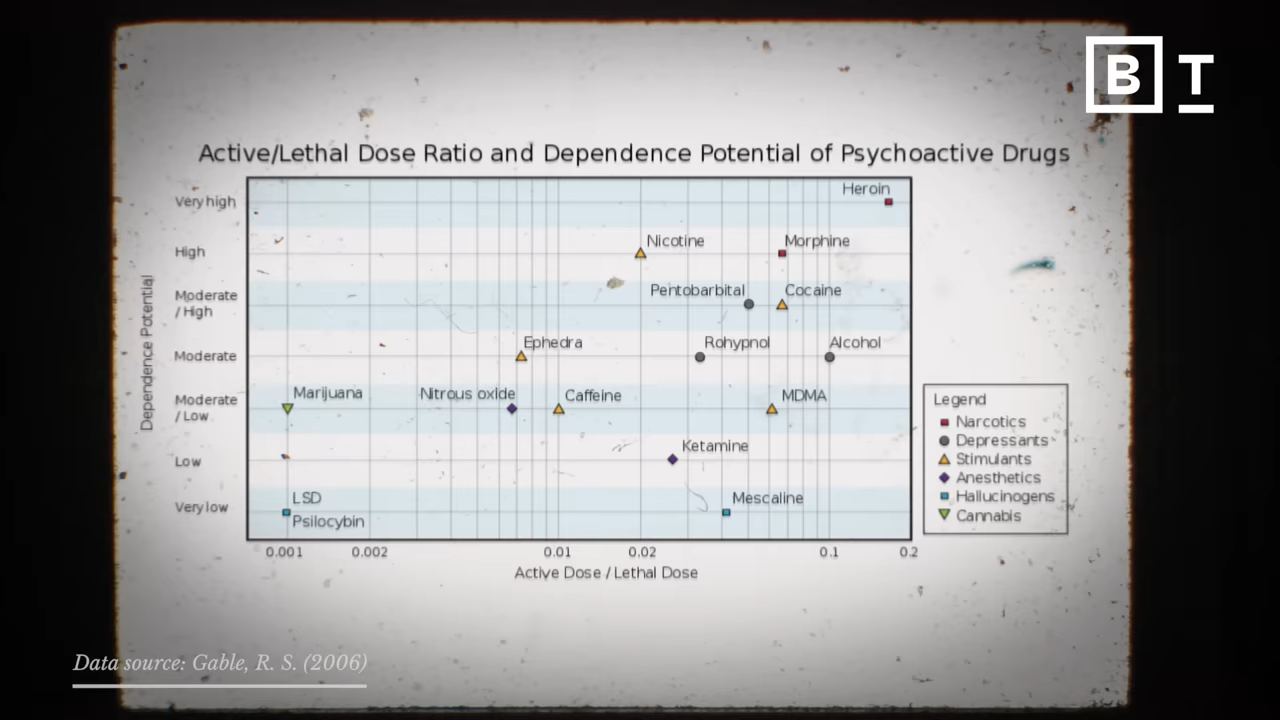 B T
Active/Lethal Dose Ratio and Dependence Potential of Psychoactive Drugs
Dependence Potential
Very high
High
Moderate
/ High
Moderate
Moderate
/ Low
Low
Very low
Heroin
Nicotine
Morphine
Pentobarbital
Cocaine
Ephedra
Rohypnol
Alcohol
Marijuana
Nitrous oxide
Caffeine
MDMA
Ketamine
LSD
Psilocybin
Mescaline
0.001
0.002
0.01
0.02
0.1
0.2
Active Dose / Lethal Dose
Legend
Narcotics
Depressants
Stimulants
Anesthetics
Hallucinogens
Cannabis
Data source: Gable, R. S. (2006)